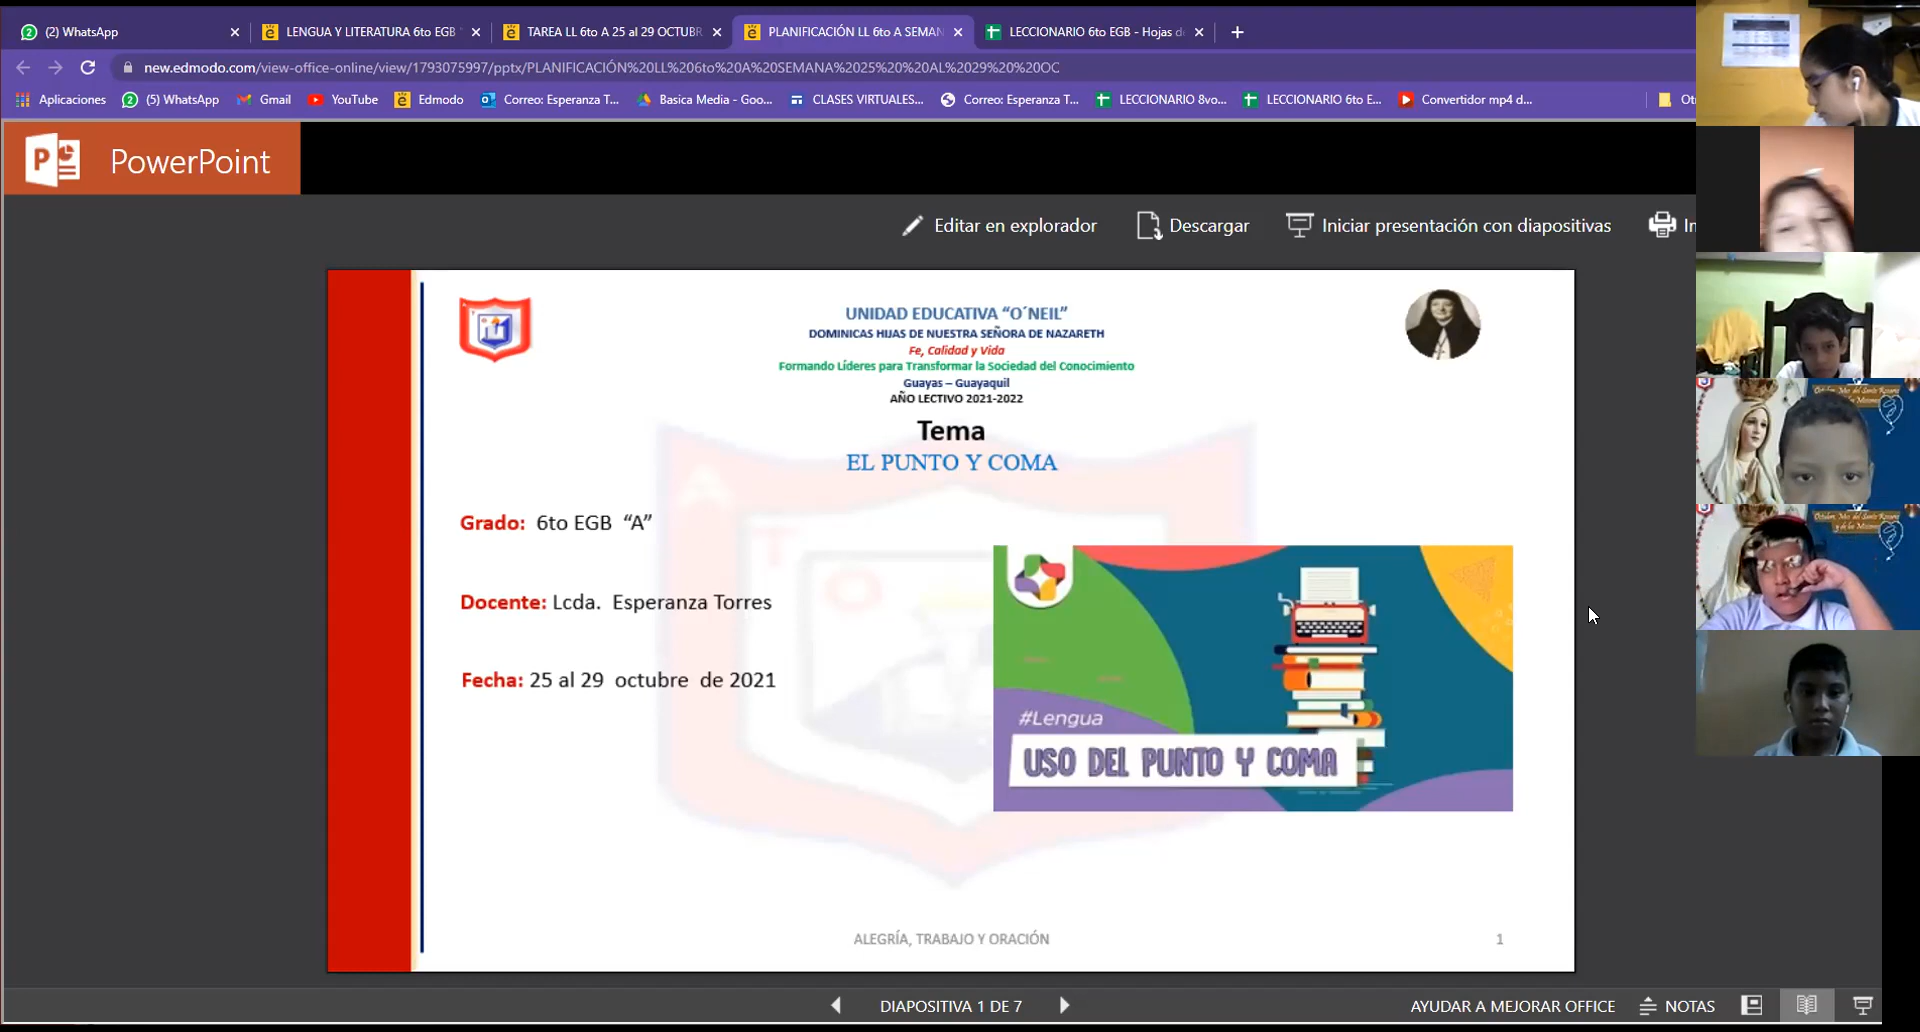 (2) WhatsApp
LENGUA Y LITERATURA 6to EGB
TAREA LL 6to A 25 al 29 OCTUBR
PLANIFICACIÓN LL 6to A SEMAN
LECCIONARIO 6to EGB - Hojas d
new.edmodo.com/view-office-online/view/1793075997/pptx/PLANIFICACIÓN%20LL%206to%20A%20SEMANA%2025%20%20AL%2029%20%20OC
Aplicaciones
(5) WhatsApp
Gmail
YouTube
Edmodo
Correo: Esperanza T...
Basica Media - Goo...
CLASES VIRTUALES...
Correo: Esperanza T...
LECCIONARIO 8vo...
LECCIONARIO 6to E...
Convertidor mp4 d...
PowerPoint
Editar en explorador
Descargar
Iniciar presentación con diapositivas
UNIDAD EDUCATIVA “O´NEIL”
DOMINICAS HIJAS DE NUESTRA SEÑORA DE NAZARETH
Fe, Calidad y Vida
Formando Líderes para Transformar la Sociedad del Conocimiento
Guayas – Guayaquil
AÑO LECTIVO 2021-2022
Tema
EL PUNTO Y COMA
Grado: 6to EGB “A”
Docente: Lcda. Esperanza Torres
Fecha: 25 al 29 octubre de 2021
#Lengua
USO DEL PUNTO Y COMA
ALEGRÍA, TRABAJO Y ORACIÓN
1
DIAPOSITIVA 1 DE 7
AYUDAR A MEJORAR OFFICE
NOTAS